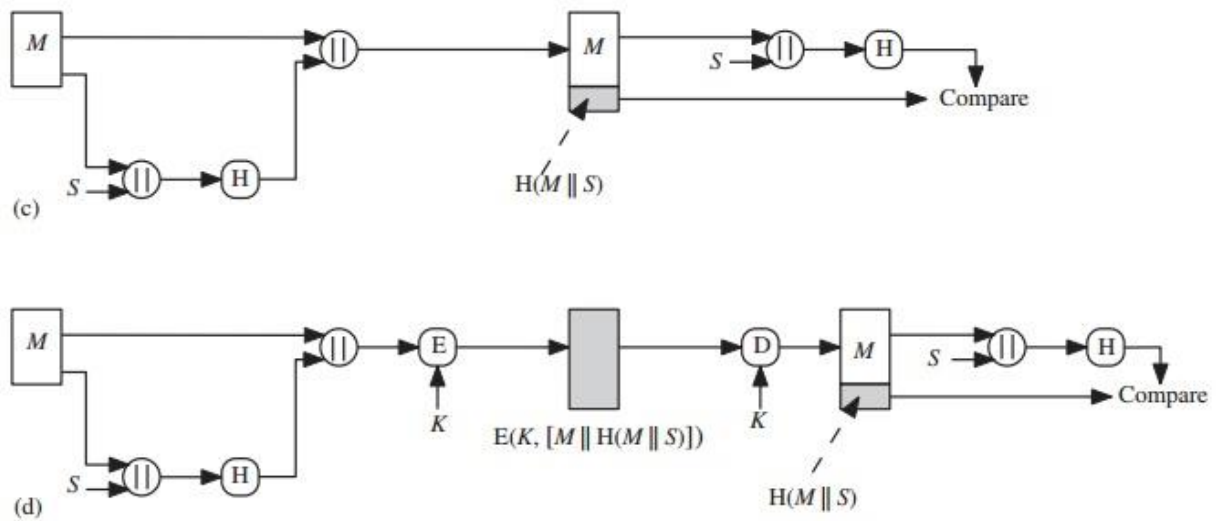 M || M || H Compare
S
S || H
H(M || S)
(c)
M || E D M || H Compare
S
K K
E(K, [M || H(M || S)])
S || H
H(M || S)
(d)